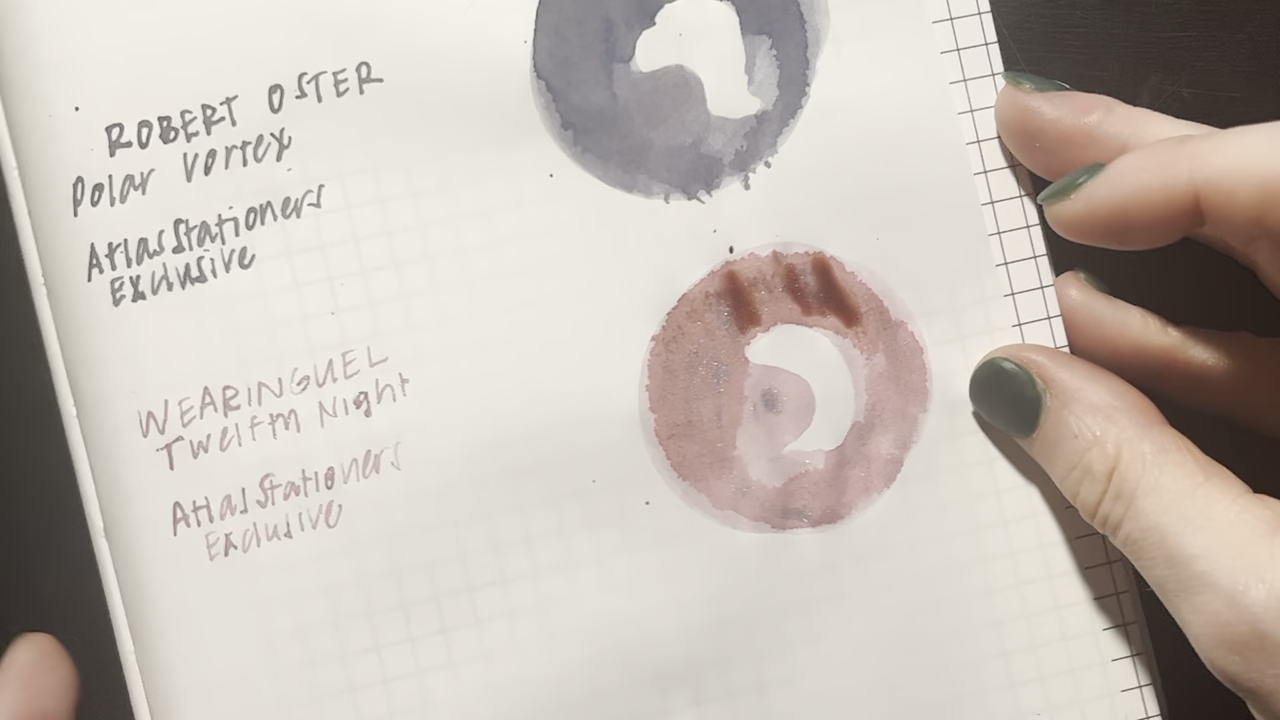 ROBERT OSTER
Polar Vortex
Atlas Stationers
Exclusive
WEARINGUEL
Twelfth Night
Atlas Stationers
Exclusive